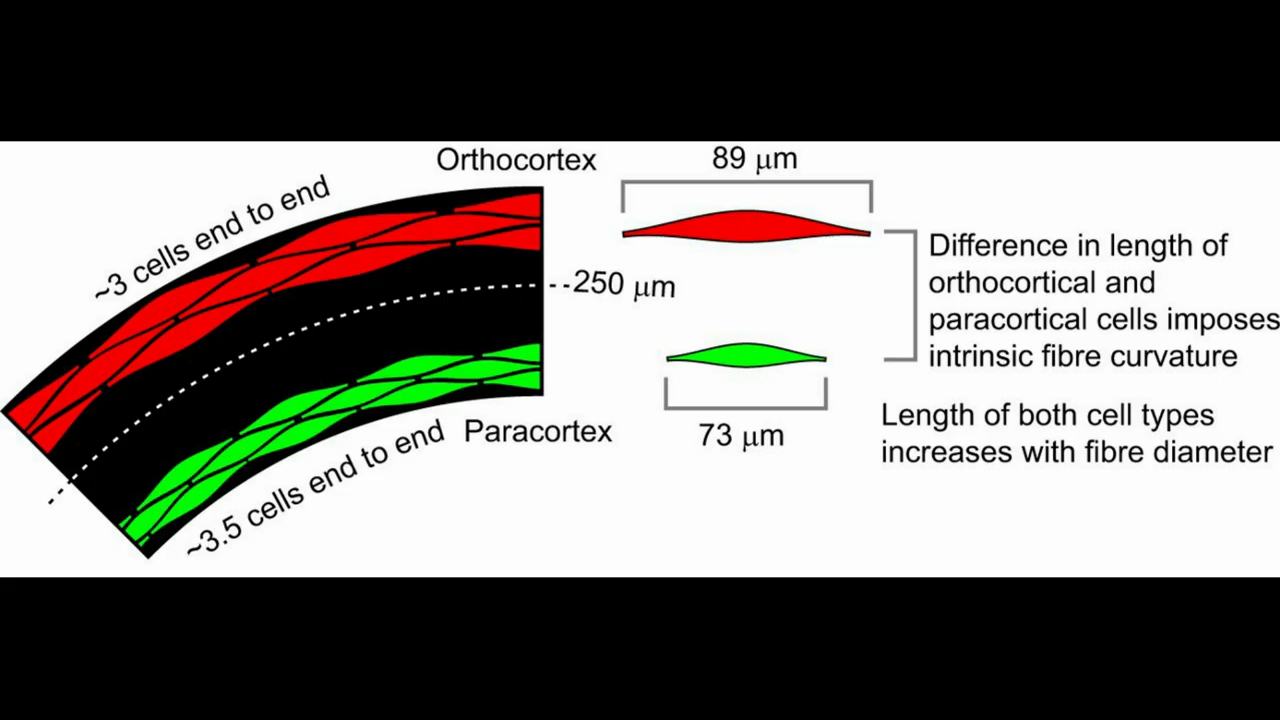 Orthocortex
89 μm
~3 cells end to end
--250 μm
Difference in length of
orthocortical and
paracortical cells imposes
intrinsic fibre curvature
~3.5 cells end to end
Paracortex
73 μm
Length of both cell types
increases with fibre diameter